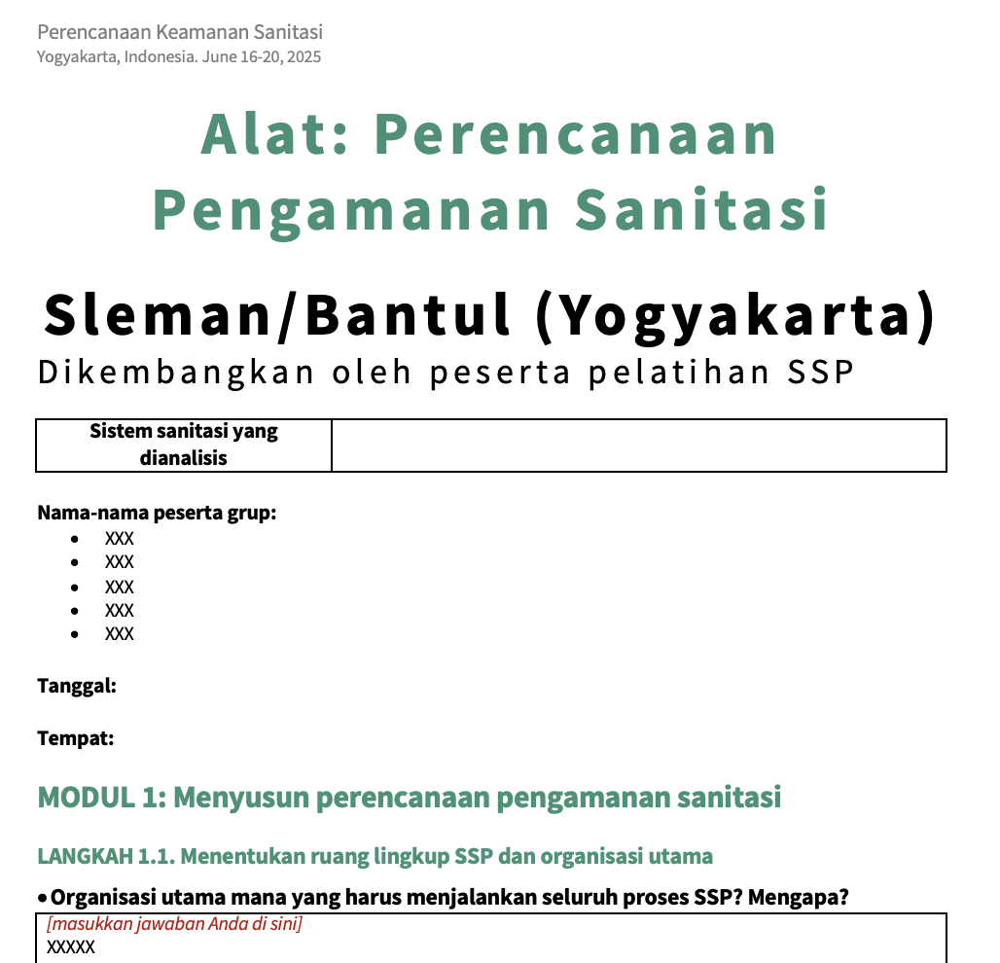 Perencanaan Keamanan Sanitasi
Yogyakarta, Indonesia. June 16-20, 2025
Alat: Perencanaan
Pengamanan Sanitasi
Sleman/Bantul (Yogyakarta)
Dikembangkan oleh peserta pelatihan SSP
Sistem sanitasi yang
dianalisis
Nama-nama peserta grup:
• XXX
• XXX
• XXX
• XXX
• XXX
Tanggal:
Tempat:
MODUL 1: Menyusun perencanaan pengamanan sanitasi
LANGKAH 1.1. Menentukan ruang lingkup SSP dan organisasi utama
• Organisasi utama mana yang harus menjalankan seluruh proses SSP? Mengapa?
[masukkan jawaban Anda di sini]
XXXXX